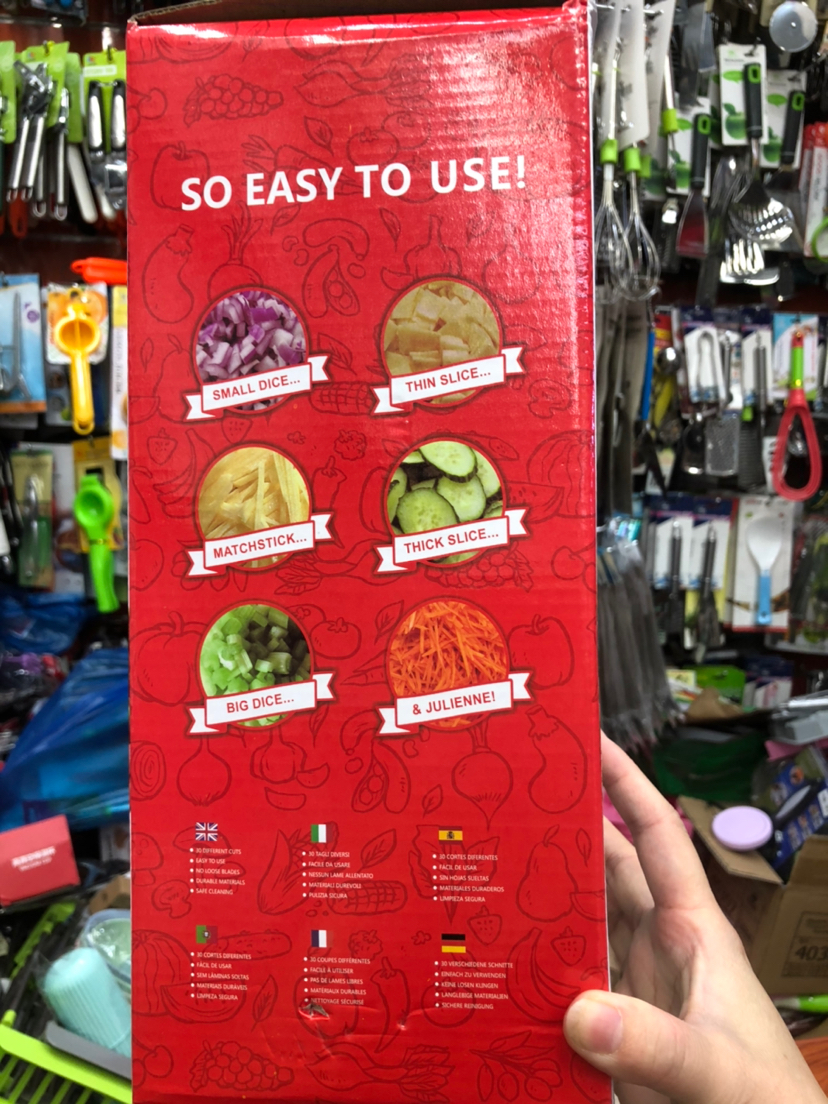 SO EASY TO USE!
SMALL DICE...
THIN SLICE...
MATCHSTICK...
THICK SLICE...
BIG DICE...
& JULIENNE!
30 DIFFERENT CUTS
EASY TO USE
NO LOOSE BLADES
DURABLE MATERIALS
SAFE CLEANING
30 TAGLI DIVERSI
FACILE DA USARE
NESSUN LAME ALLENTATO
MATERIALI DUREVOLI
PULIZIA SICURA
30 CORTES DIFERENTES
FÁCIL DE USAR
SIN HOJAS SUELTAS
MATERIALES DURADEROS
LIMPIEZA SEGURA
30 CORTES DIFERENTES
FÁCIL DE USAR
SEM LÂMINAS SOLTAS
MATERIAIS DURÁVEIS
LIMPEZA SEGURA
30 COUPES DIFFÉRENTES
FACILE À UTILISER
PAS DE LAMES LIBRES
MATÉRIAUX DURABLES
NETTOYAGE SÉCURISÉ
30 VERSCHIEDENE SCHNITTE
EINFACH ZU VERWENDEN
KEINE LOSEN KLINGEN
LANGLEBIGE MATERIALIEN
SICHERE REINIGUNG
403